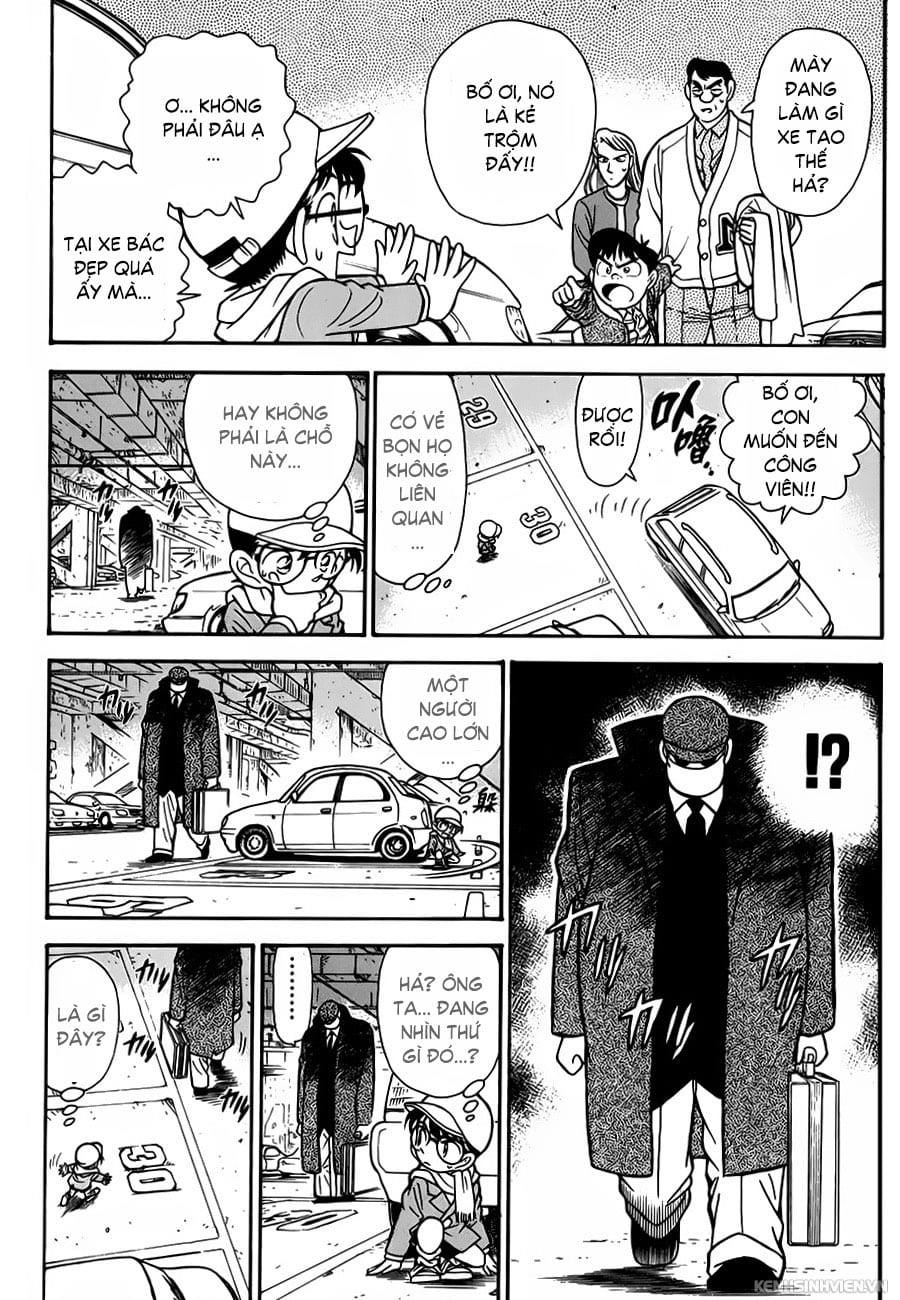 MÀY
ĐANG
LÀM GÌ
XE TAO
THẾ
HẢ?
BỐ ƠI, NÓ
LÀ KẺ
TRỘM
ĐẤY!!
Ơ... KHÔNG
PHẢI ĐÂU Ạ
...
TẠI XE BÁC
ĐẸP QUÁ
ẤY MÀ...
N
HAY KHÔNG
PHẢI LÀ CHỖ
NÀY...
CÓ VẺ
BỌN HỌ
KHÔNG
LIÊN
QUAN
...
ĐƯỢC
RỒI!
BỐ ƠI,
CON
MUỐN ĐẾN
CÔNG
VIÊN!!
29
30
MỘT
NGƯỜI
CAO LỚN
...
!?
LÀ GÌ
ĐÂY?
30
HẢ? ÔNG
TA... ĐANG
NHÌN THỨ
GÌ ĐÓ...?
KENHSINHVIEN.VN